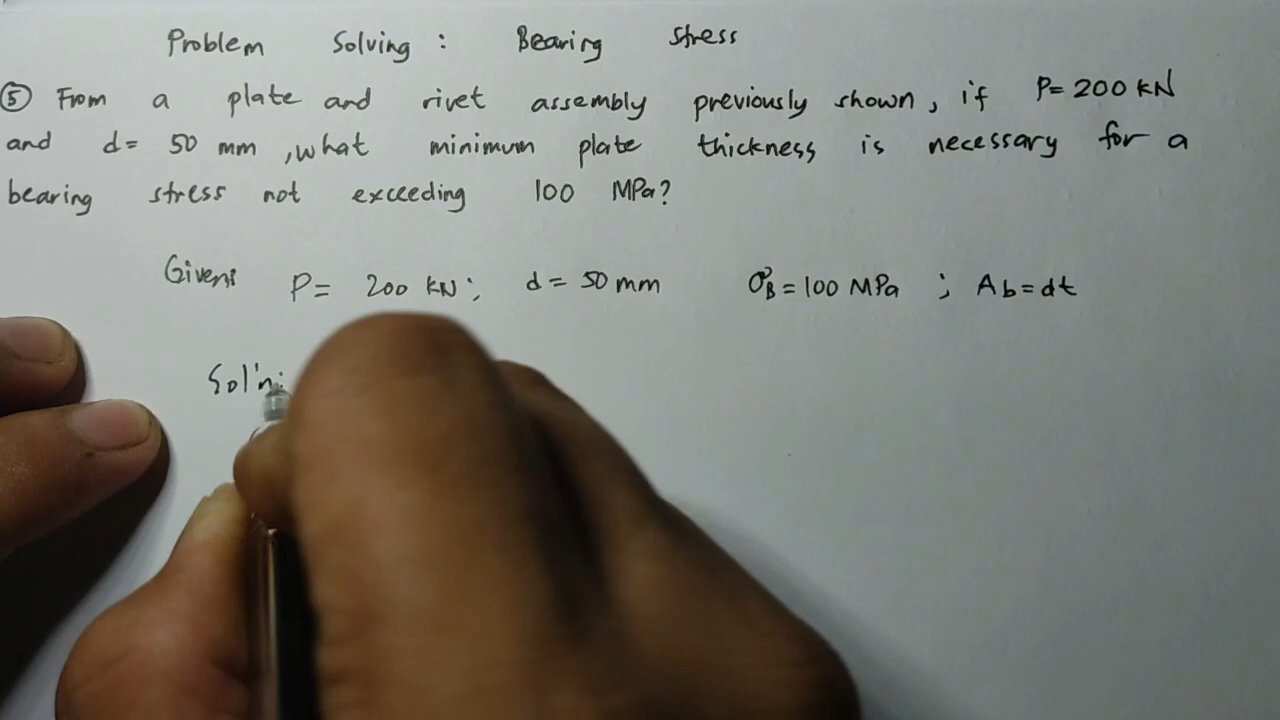 Problem Solving : Bearing Stress
⑤ From a plate and rivet assembly previously shown, if P= 200 kN
and d= 50 mm, what minimum plate thickness is necessary for a
bearing stress not exceeding 100 MPa?
Given: P= 200 kN; d= 50 mm σB = 100 MPa ; Ab = dt
Sol'n: